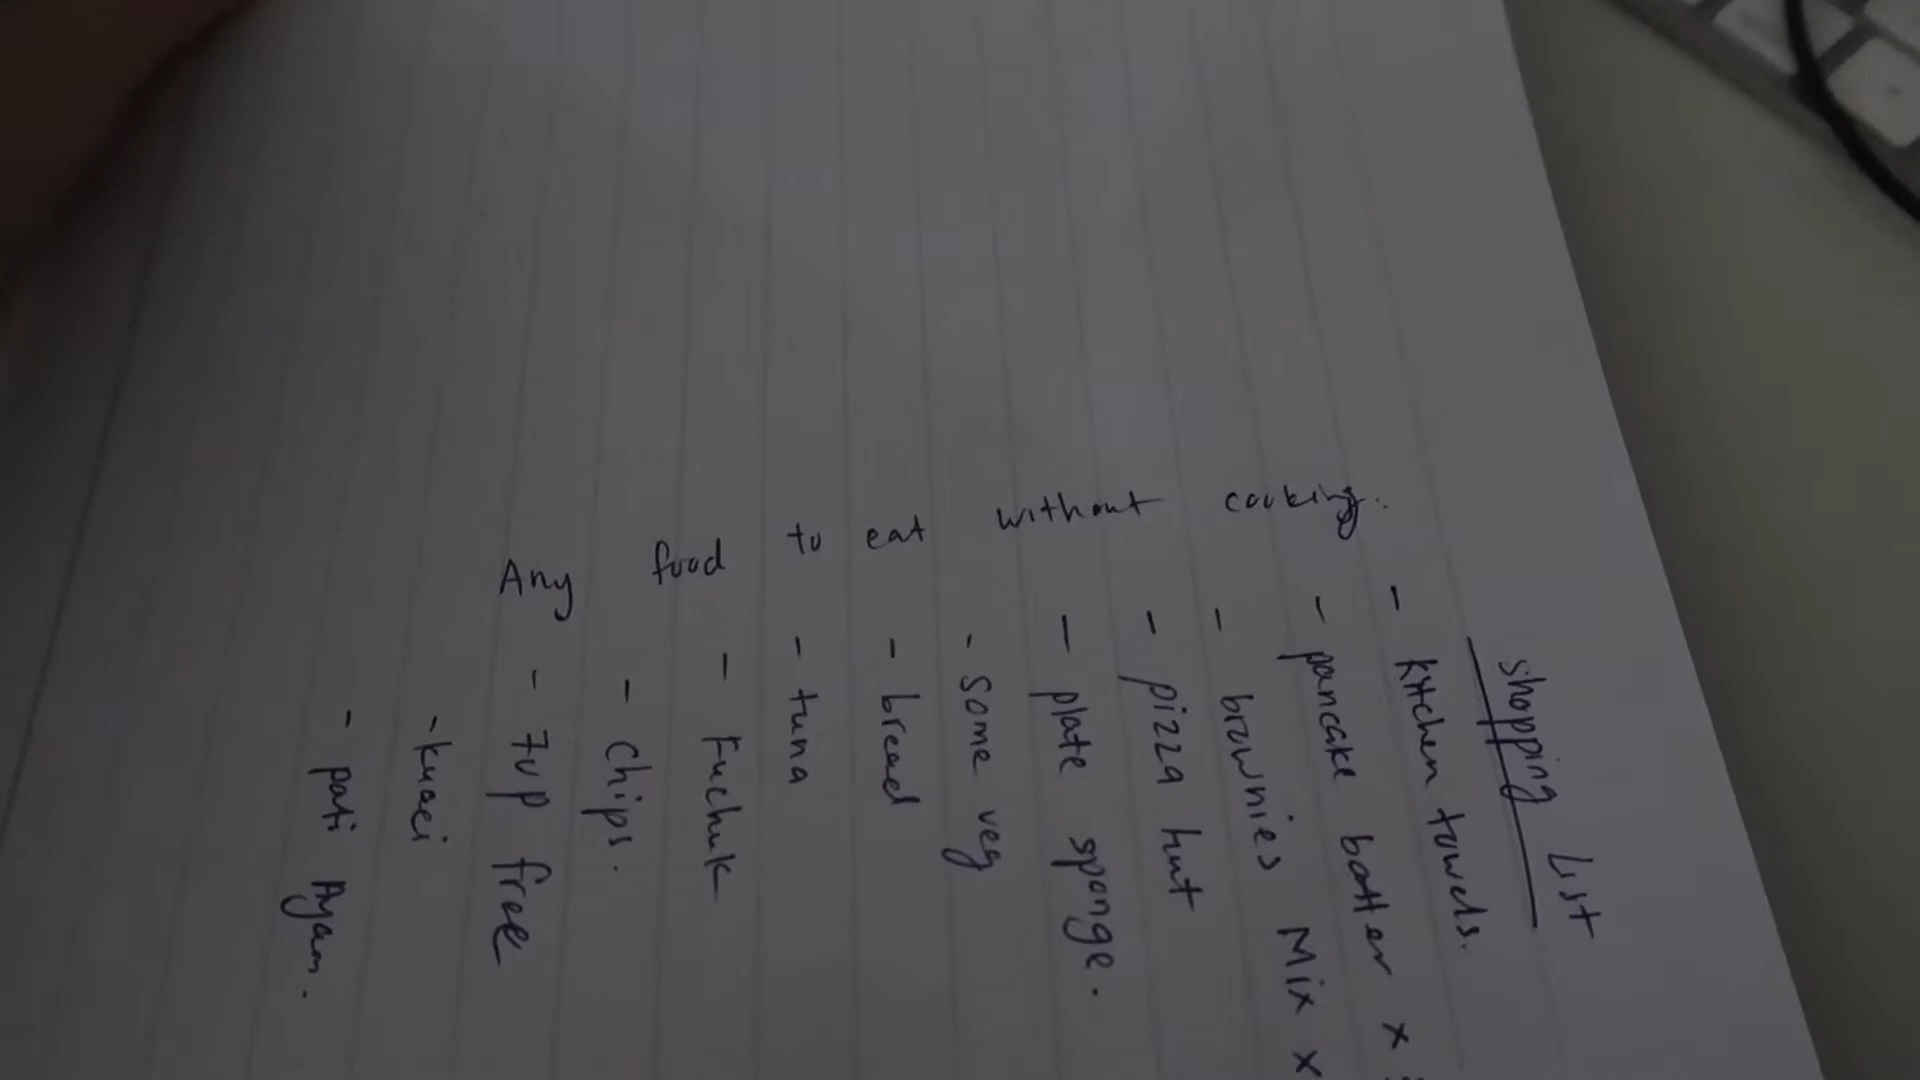 Shopping List
- kitchen towels.
- pancake batter x
- brownies Mix x
- pizza hut
- plate sponge.
- some veg
- bread
- tuna
- Fuchuk
- chips.
- 7up free
- kuaci
- pati Ayam.
Any food to eat without cooking.